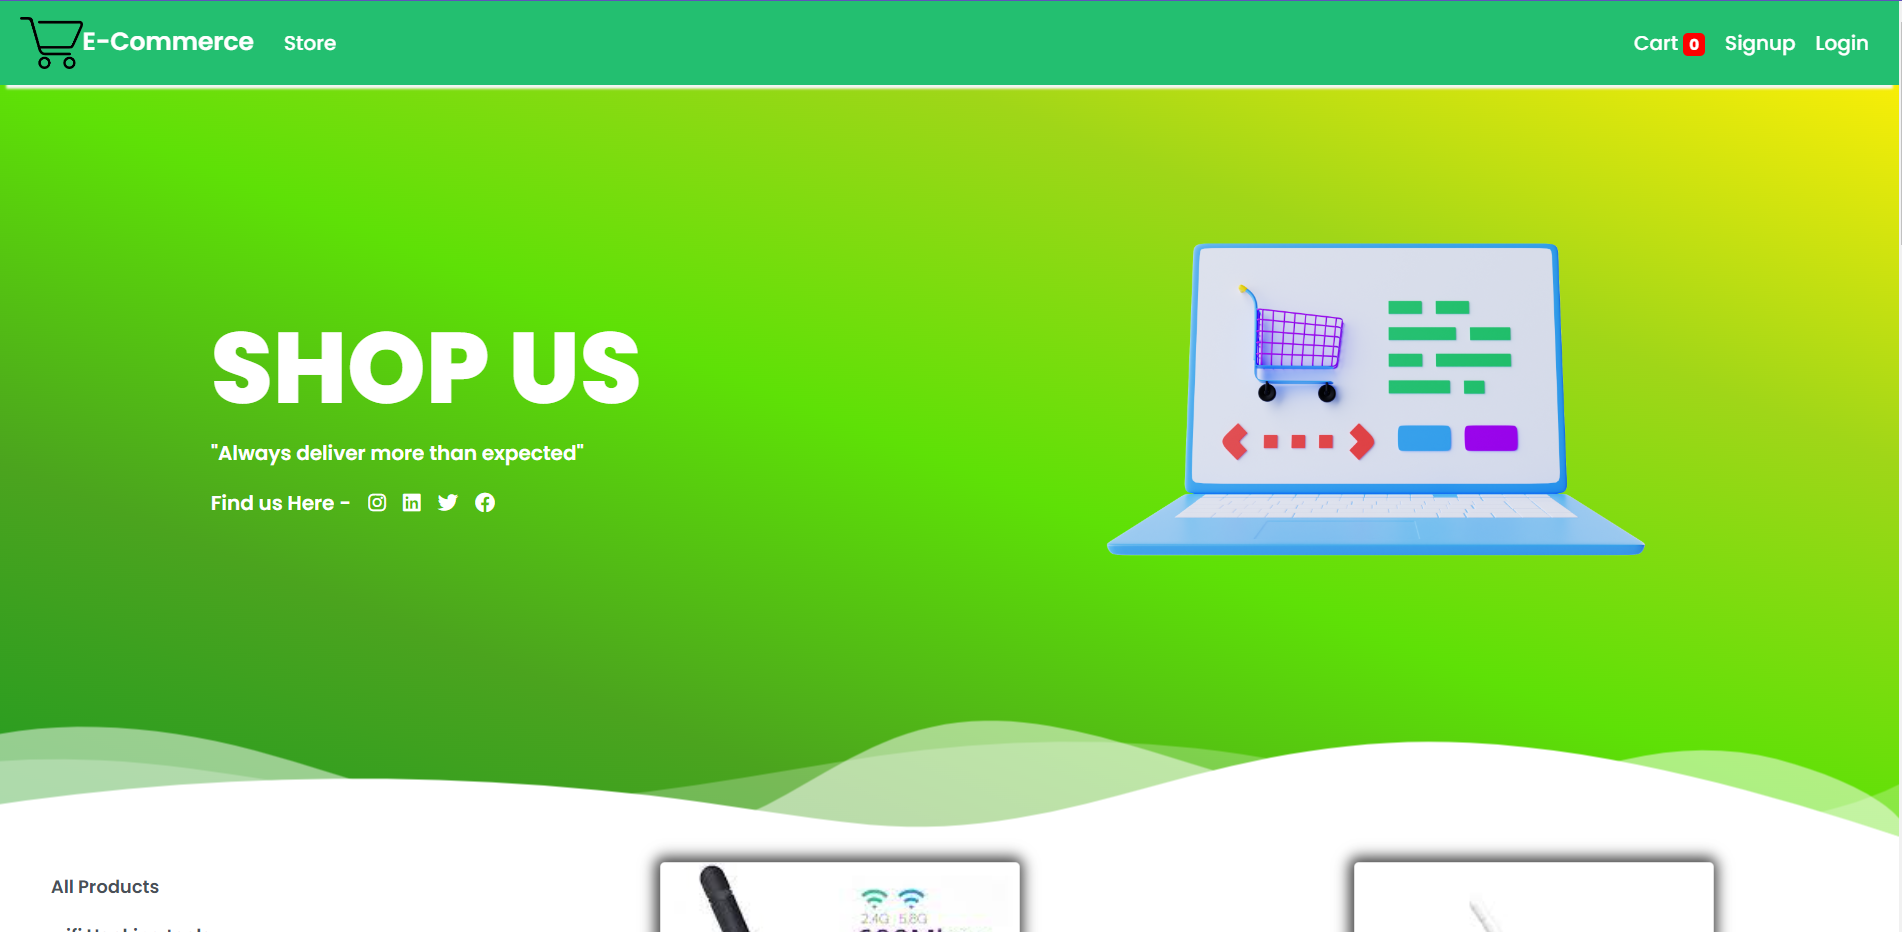 E-Commerce Store Cart 0 Signup Login
SHOP US
"Always deliver more than expected"
Find us Here -
All Products
2.4G 5.8G